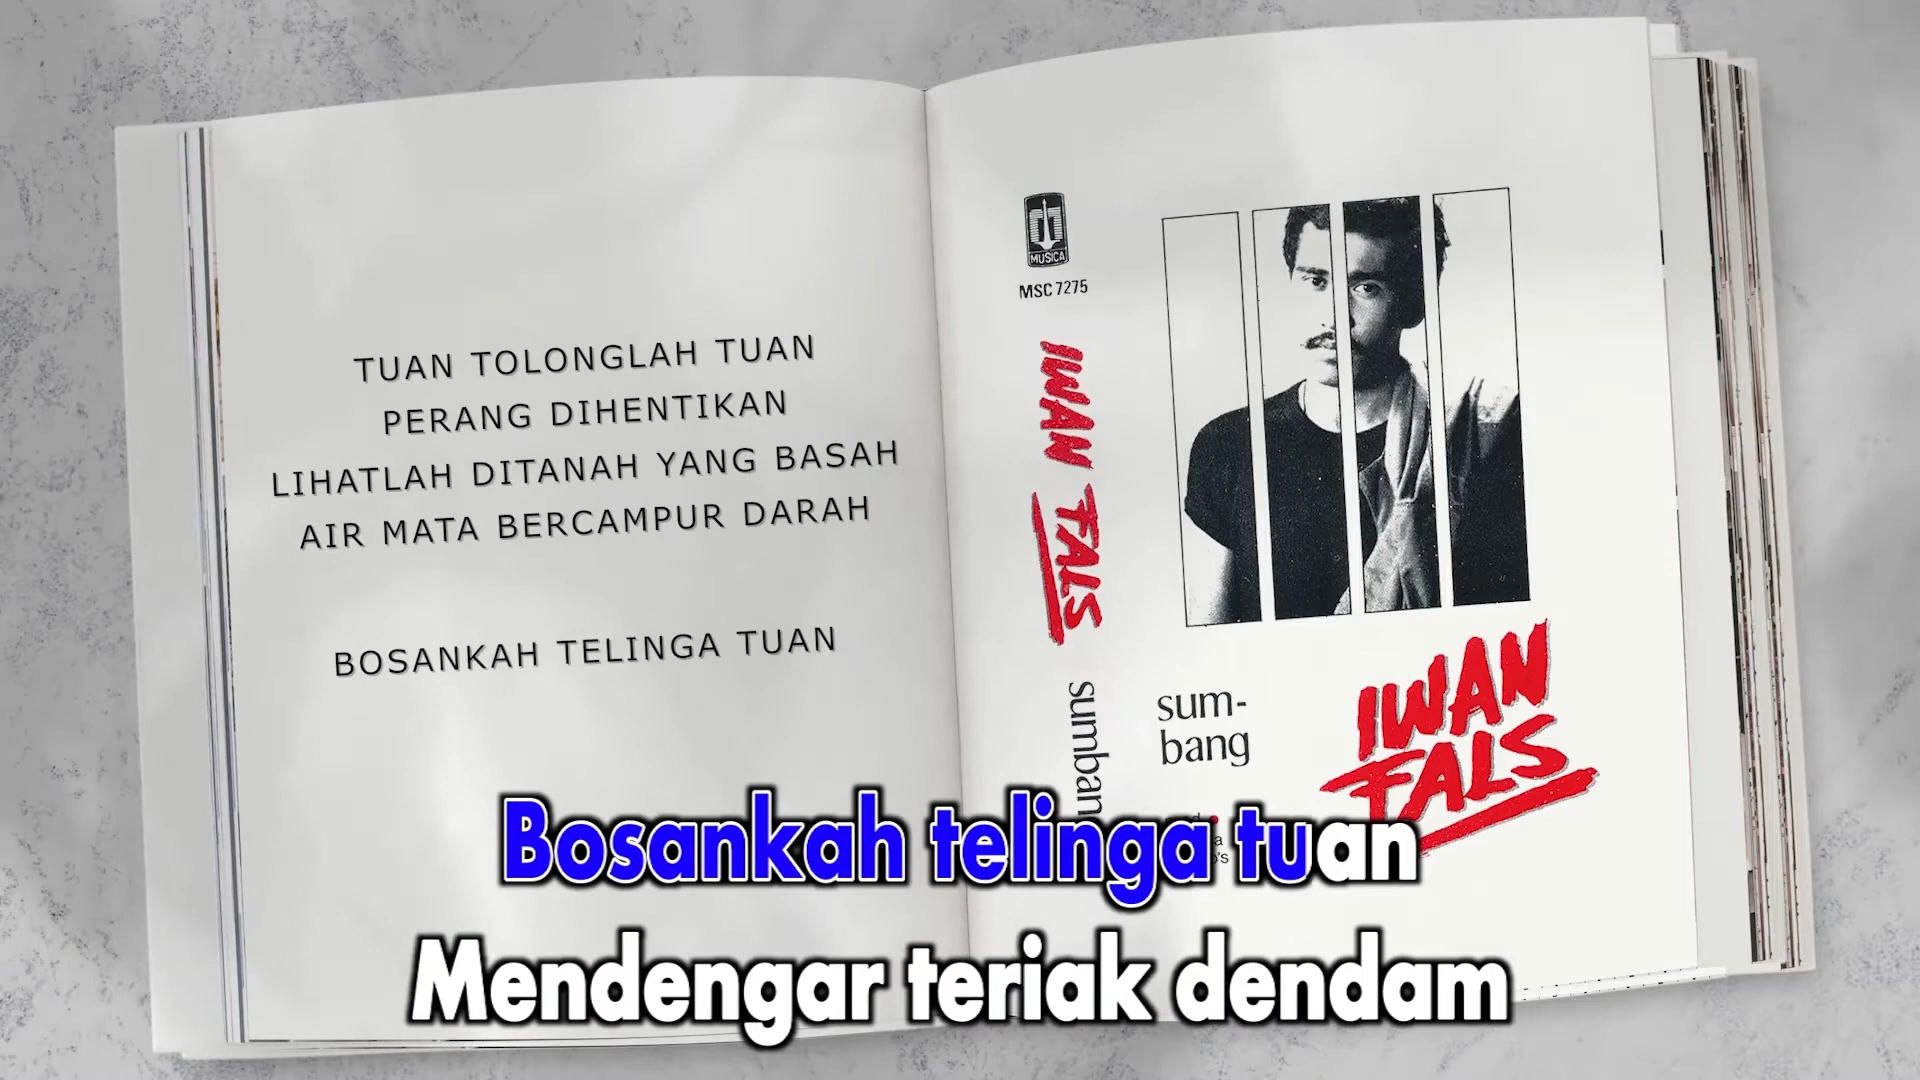 TUAN TOLONGLAH TUAN
PERANG DIHENTIKAN
LIHATLAH DITANAH YANG BASAH
AIR MATA BERCAMPUR DARAH
BOSANKAH TELINGA TUAN
MUSICA
MSC 7275
IWAN FALS
sumbang
sum-
bang
IWAN
FALS
Bosankah telinga tuan
Mendengar teriak dendam